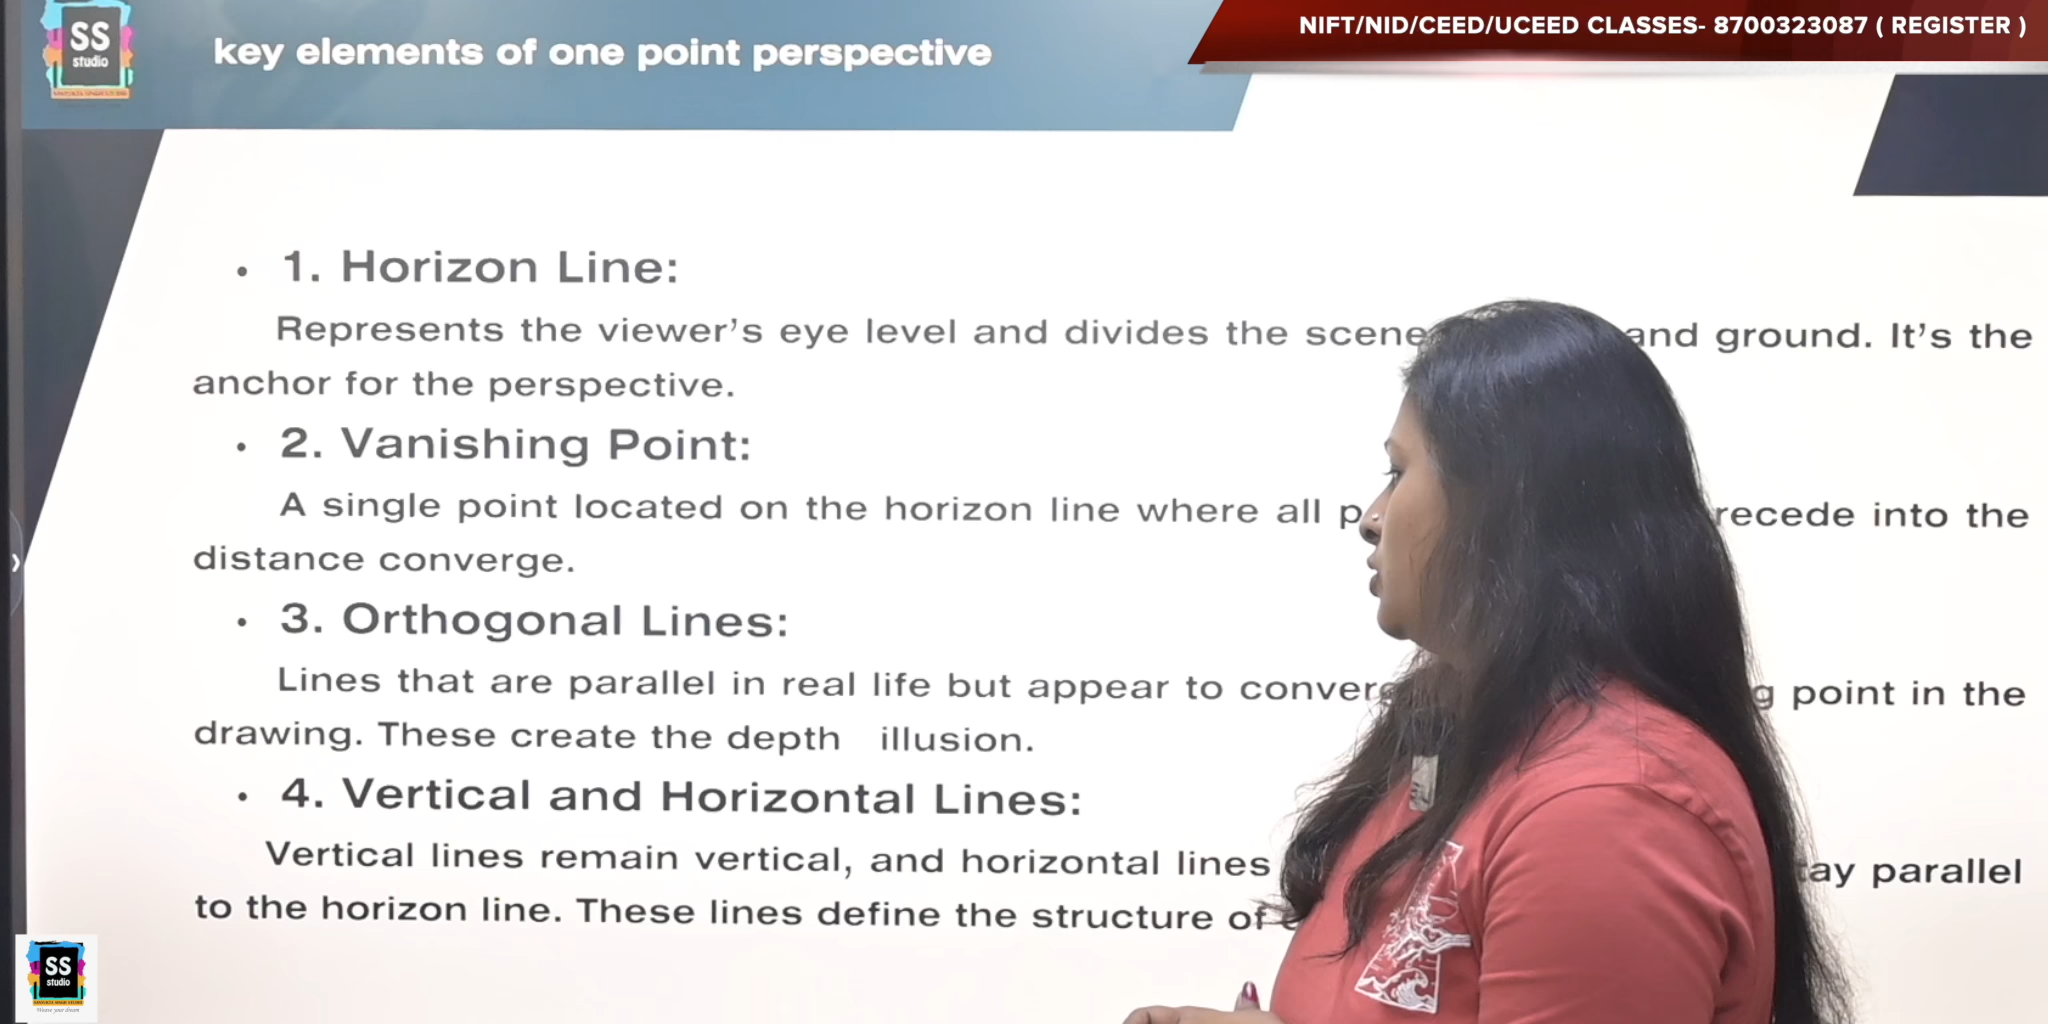 SS
studio
key elements of one point perspective
NIFT/NID/CEED/UCEED CLASSES- 8700323087 ( REGISTER )
• 1. Horizon Line:
Represents the viewer's eye level and divides the scene and ground. It's the
anchor for the perspective.
• 2. Vanishing Point:
A single point located on the horizon line where all recede into the
distance converge.
• 3. Orthogonal Lines:
Lines that are parallel in real life but appear to point in the
drawing. These create the depth illusion.
• 4. Vertical and Horizontal Lines:
Vertical lines remain vertical, and horizontal lines parallel
to the horizon line. These lines define the structure of
SS
studio